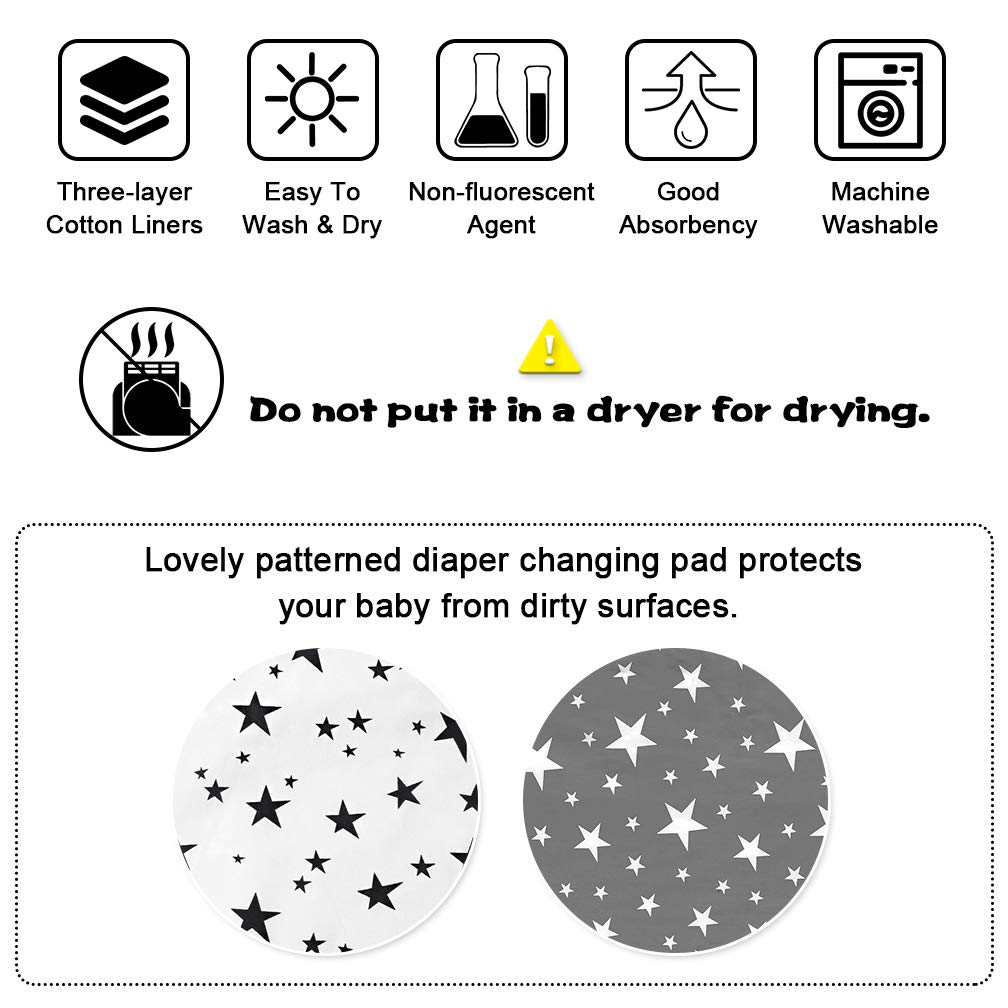 Three-layer
Cotton Liners
Easy To
Wash & Dry
Non-fluorescent
Agent
Good
Absorbency
Machine
Washable
!
Do not put it in a dryer for drying.
Lovely patterned diaper changing pad protects
your baby from dirty surfaces.